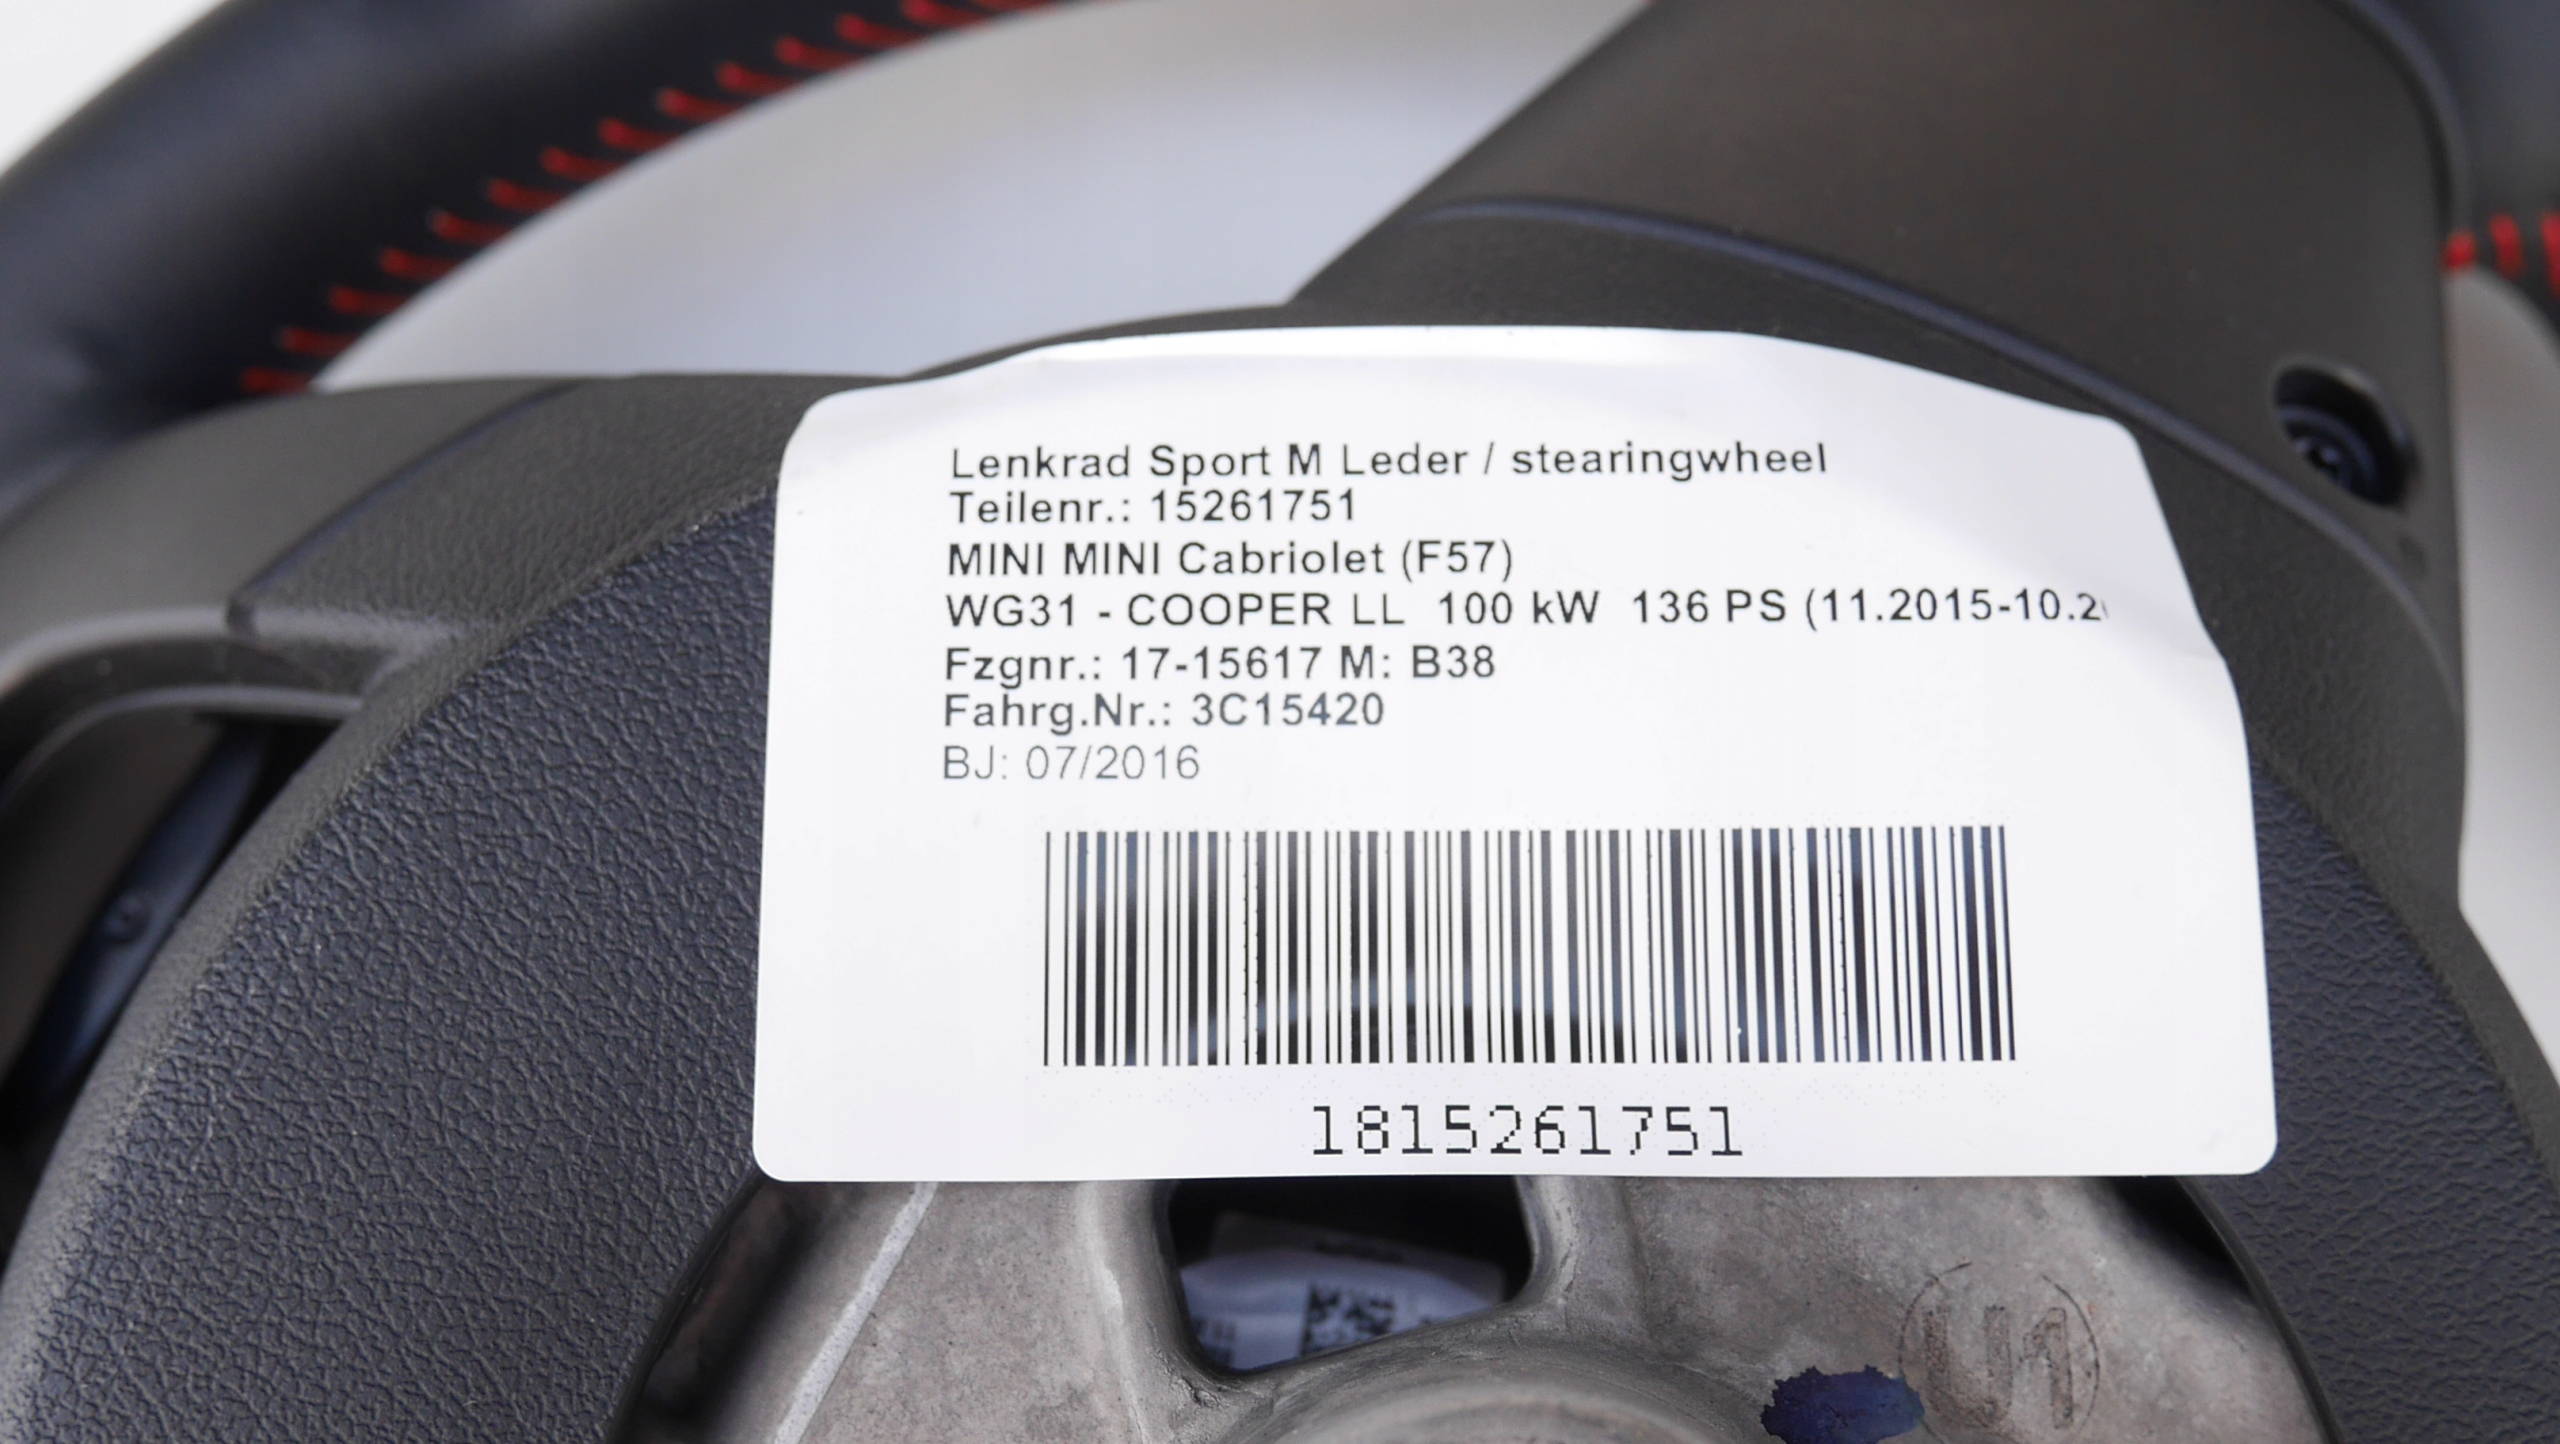 Lenkrad Sport M Leder / stearingwheel
Teilenr.: 15261751
MINI MINI Cabriolet (F57)
WG31 - COOPER LL 100 kW 136 PS (11.2015-10.2
Fzgnr.: 17-15617 M: B38
Fahrg.Nr.: 3C15420
BJ: 07/2016
1815261751